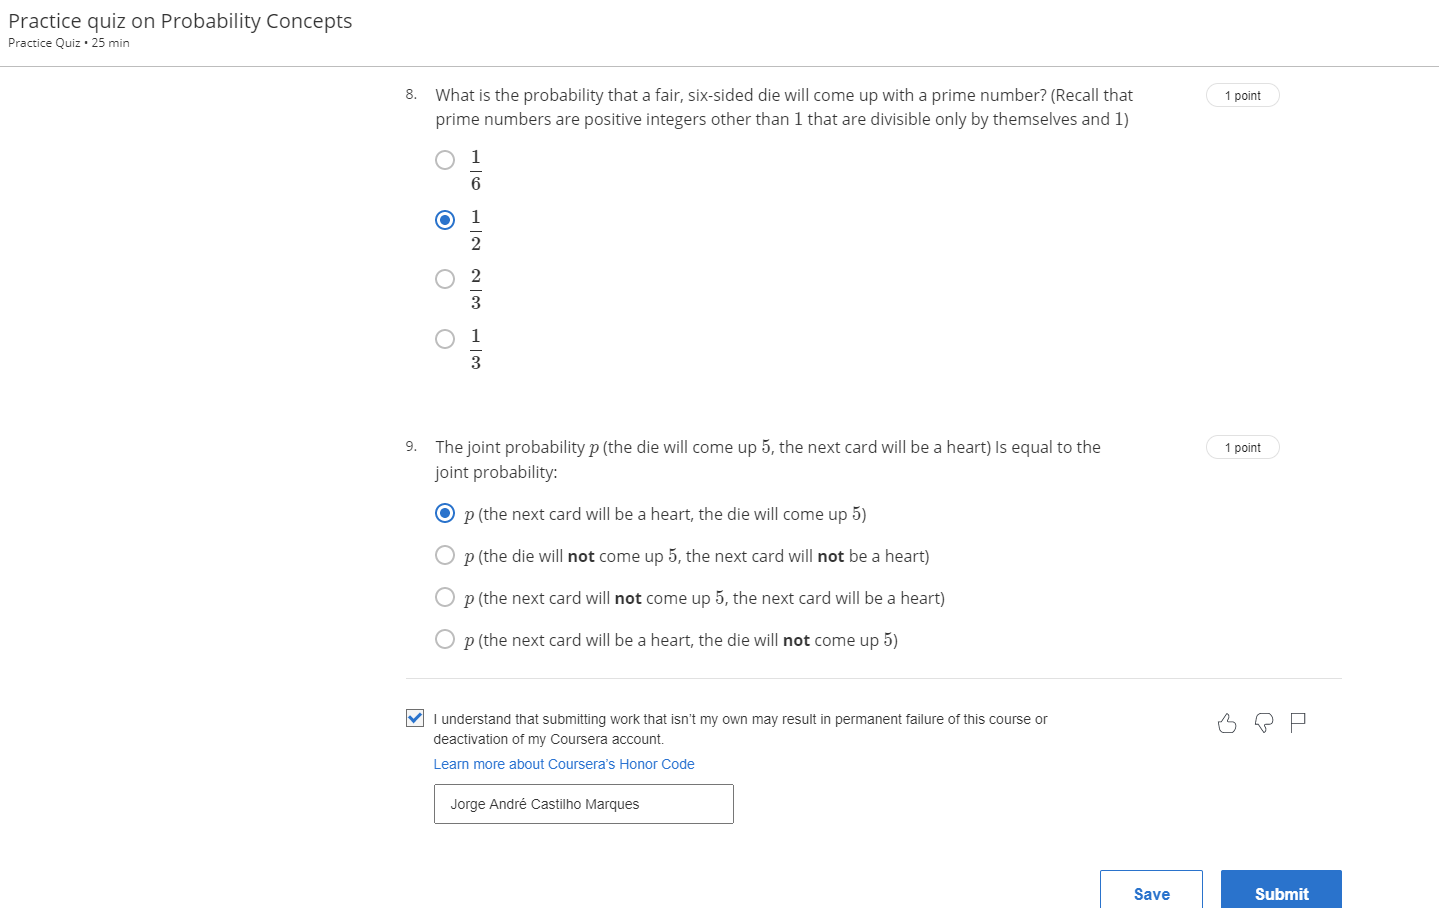 Practice quiz on Probability Concepts
Practice Quiz • 25 min
8. What is the probability that a fair, six-sided die will come up with a prime number? (Recall that
prime numbers are positive integers other than 1 that are divisible only by themselves and 1)
1 point
1/6
1/2
2/3
1/3
9. The joint probability p (the die will come up 5, the next card will be a heart) Is equal to the
joint probability:
1 point
p (the next card will be a heart, the die will come up 5)
p (the die will not come up 5, the next card will not be a heart)
p (the next card will not come up 5, the next card will be a heart)
p (the next card will be a heart, the die will not come up 5)
I understand that submitting work that isn't my own may result in permanent failure of this course or
deactivation of my Coursera account.
Learn more about Coursera's Honor Code
Jorge André Castilho Marques
Save
Submit